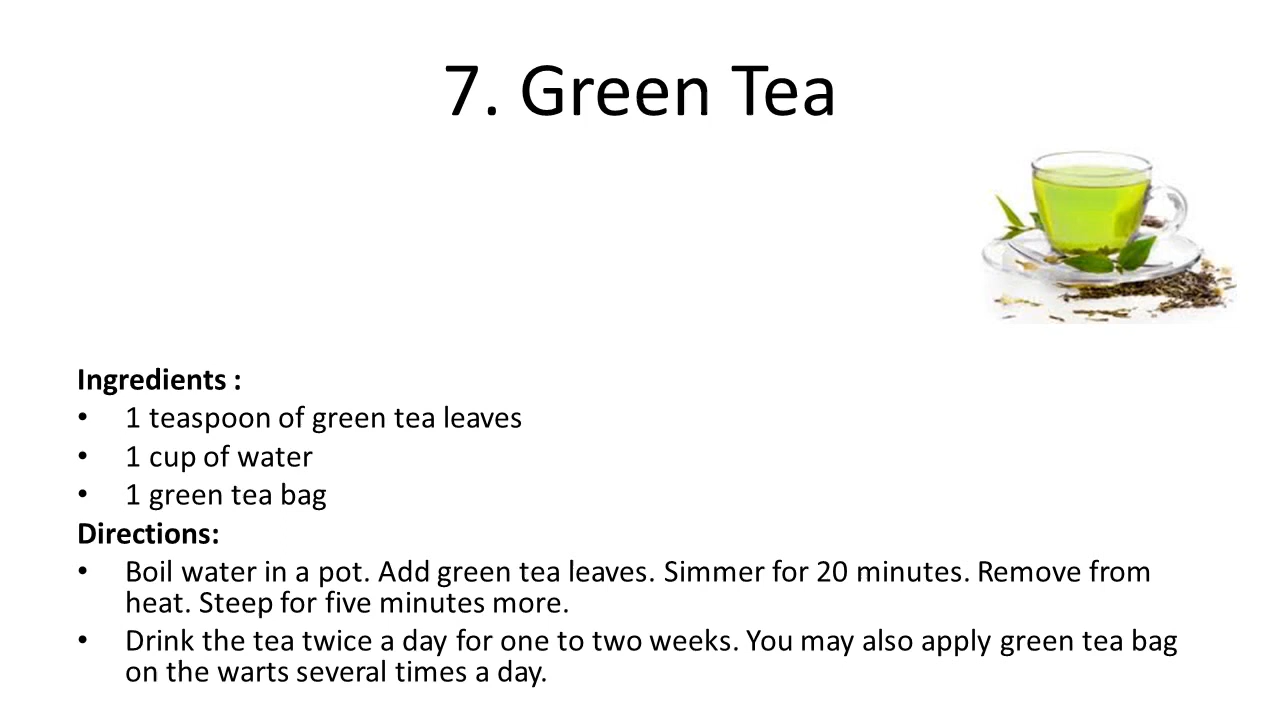 7. Green Tea
Ingredients :
• 1 teaspoon of green tea leaves
• 1 cup of water
• 1 green tea bag
Directions:
• Boil water in a pot. Add green tea leaves. Simmer for 20 minutes. Remove from
heat. Steep for five minutes more.
• Drink the tea twice a day for one to two weeks. You may also apply green tea bag
on the warts several times a day.